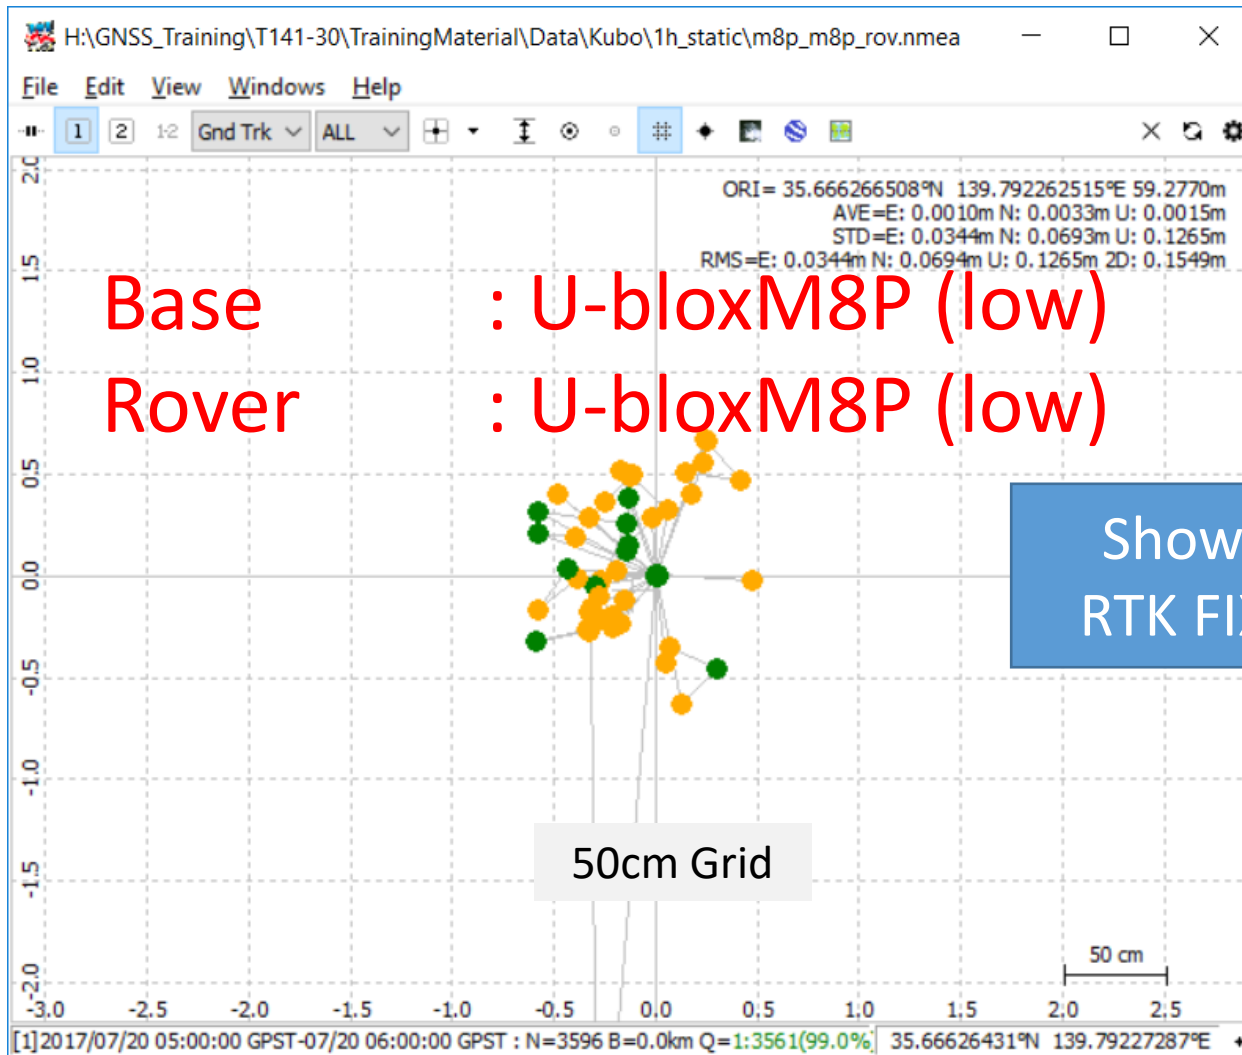 H:\GNSS_Training\T141-30\TrainingMaterial\Data\Kubo\1h_static\m8p_m8p_rov.nmea
File Edit View Windows Help
1 2 1-2 Gnd Trk ALL
ORI= 35.666266508°N 139.792262515°E 59.2770m
AVE=E: 0.0010m N: 0.0033m U: 0.0015m
STD=E: 0.0344m N: 0.0693m U: 0.1265m
RMS=E: 0.0344m N: 0.0694m U: 0.1265m 2D: 0.1549m
Base : U-bloxM8P (low)
Rover : U-bloxM8P (low)
Show
RTK FIX
50cm Grid
50 cm
2.0
1.5
1.0
0.5
0.0
-0.5
-1.0
-1.5
-2.0
-3.0 -2.5 -2.0 -1.5 -1.0 -0.5 0.0 0.5 1.0 1.5 2.0 2.5
[1]2017/07/20 05:00:00 GPST-07/20 06:00:00 GPST : N=3596 B=0.0km Q=1:3561(99.0%) 35.66626431°N 139.79227287°E